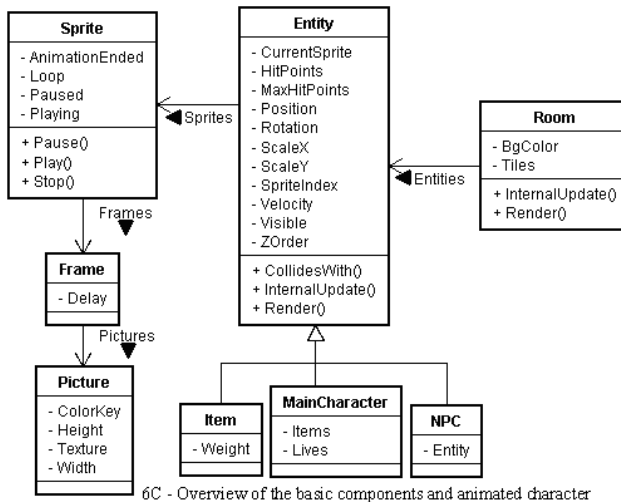 Sprite
- AnimationEnded
- Loop
- Paused
- Playing
+ Pause()
+ Play()
+ Stop()
Sprites
Entity
- CurrentSprite
- HitPoints
- MaxHitPoints
- Position
- Rotation
- ScaleX
- ScaleY
- SpriteIndex
- Velocity
- Visible
- ZOrder
+ CollidesWith()
+ InternalUpdate()
+ Render()
Entities
Room
- BgColor
- Tiles
+ InternalUpdate()
+ Render()
Frames
Frame
- Delay
Pictures
Picture
- ColorKey
- Height
- Texture
- Width
Item
- Weight
MainCharacter
- Items
- Lives
NPC
- Entity
6C - Overview of the basic components and animated character